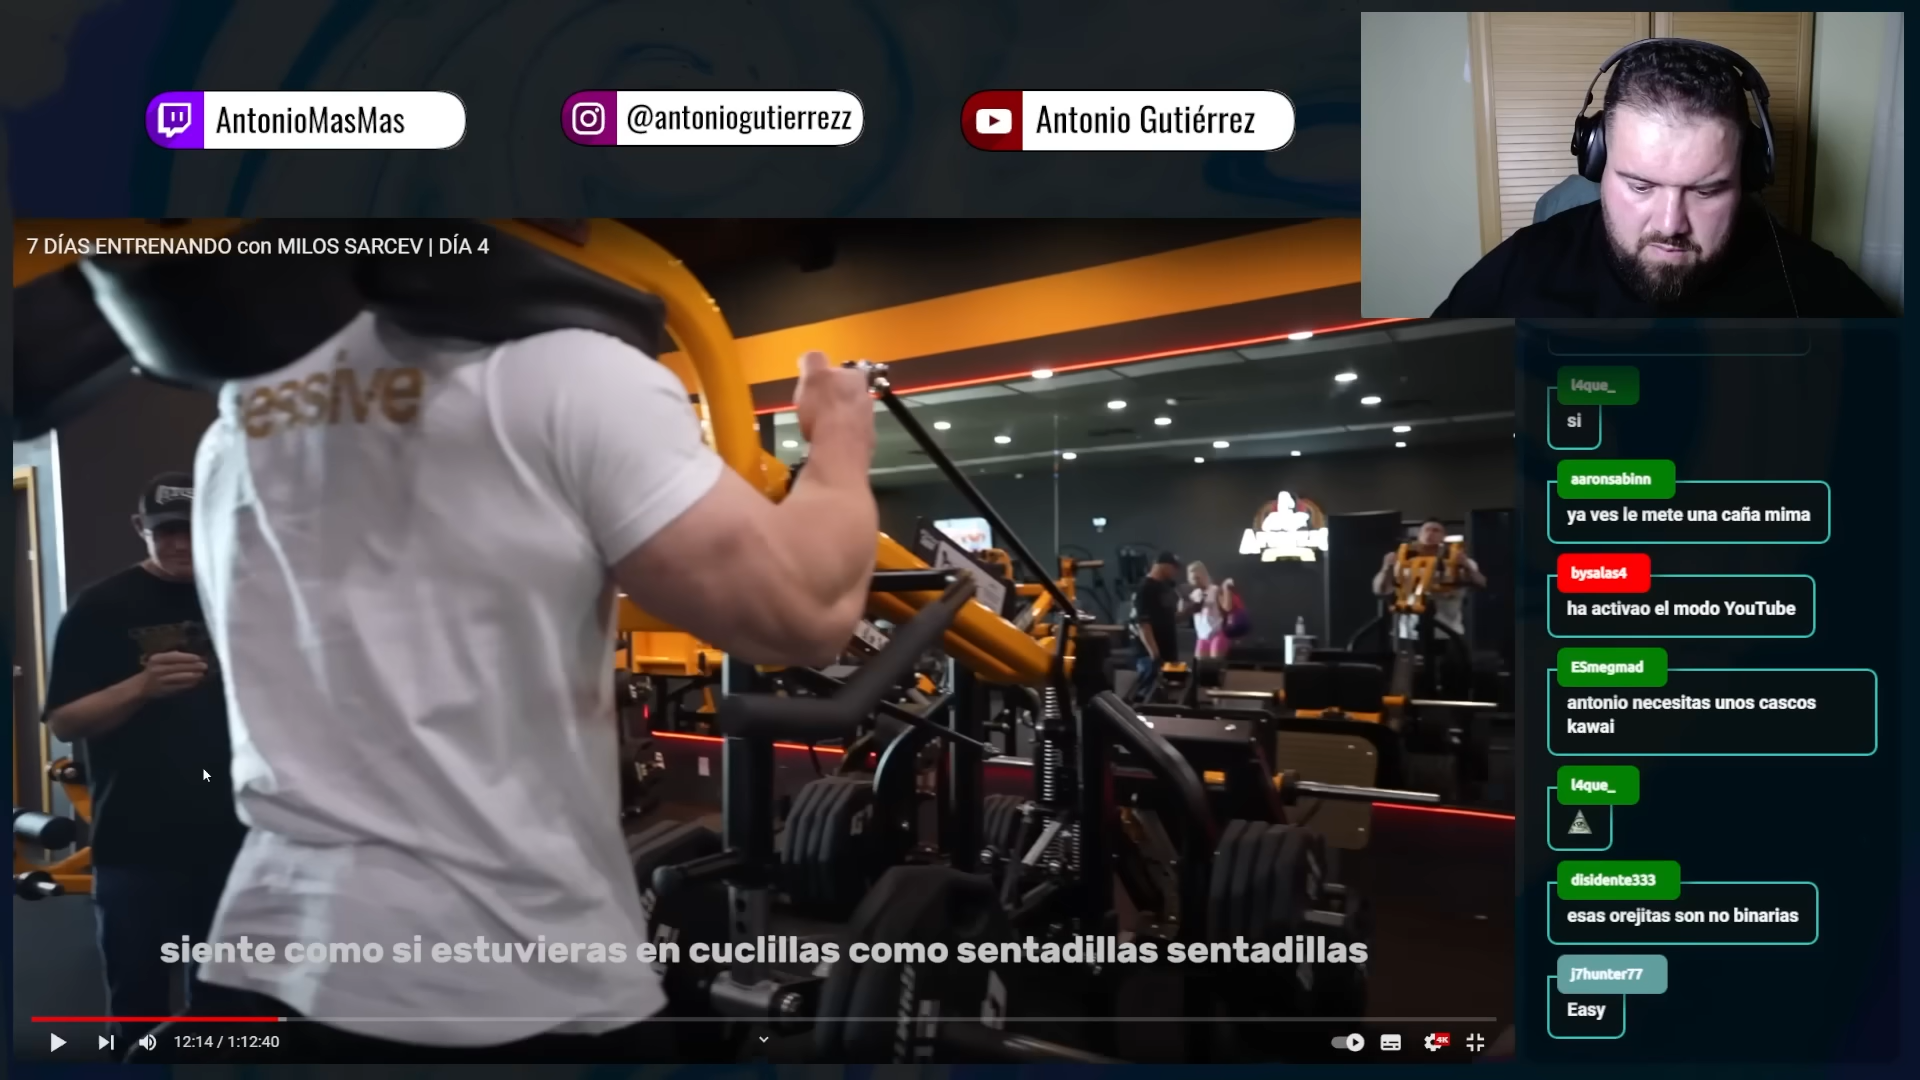 AntonioMasMas
@antoniogutierrezz
Antonio Gutiérrez
7 DÍAS ENTRENANDO con MILOS SARCEV | DÍA 4
essive
siente como si estuvieras en cuclillas como sentadillas sentadillas
12:14 / 1:12:40
4K
l4que_
si
aaronsabinn
ya ves le mete una caña mima
bysalas4
ha activao el modo YouTube
ESmegmad
antonio necesitas unos cascos
kawai
l4que_
disidente333
esas orejitas son no binarias
j7hunter77
Easy